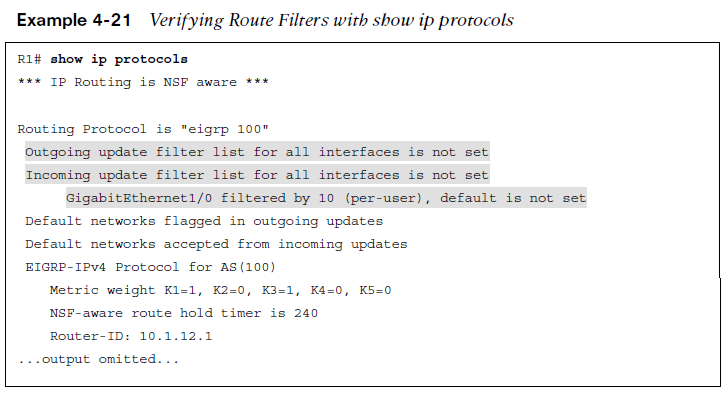 Example 4-21 Verifying Route Filters with show ip protocols
R1# show ip protocols
*** IP Routing is NSF aware ***
Routing Protocol is "eigrp 100"
Outgoing update filter list for all interfaces is not set
Incoming update filter list for all interfaces is not set
GigabitEthernet1/0 filtered by 10 (per-user), default is not set
Default networks flagged in outgoing updates
Default networks accepted from incoming updates
EIGRP-IPv4 Protocol for AS(100)
Metric weight K1=1, K2=0, K3=1, K4=0, K5=0
NSF-aware route hold timer is 240
Router-ID: 10.1.12.1
...output omitted...